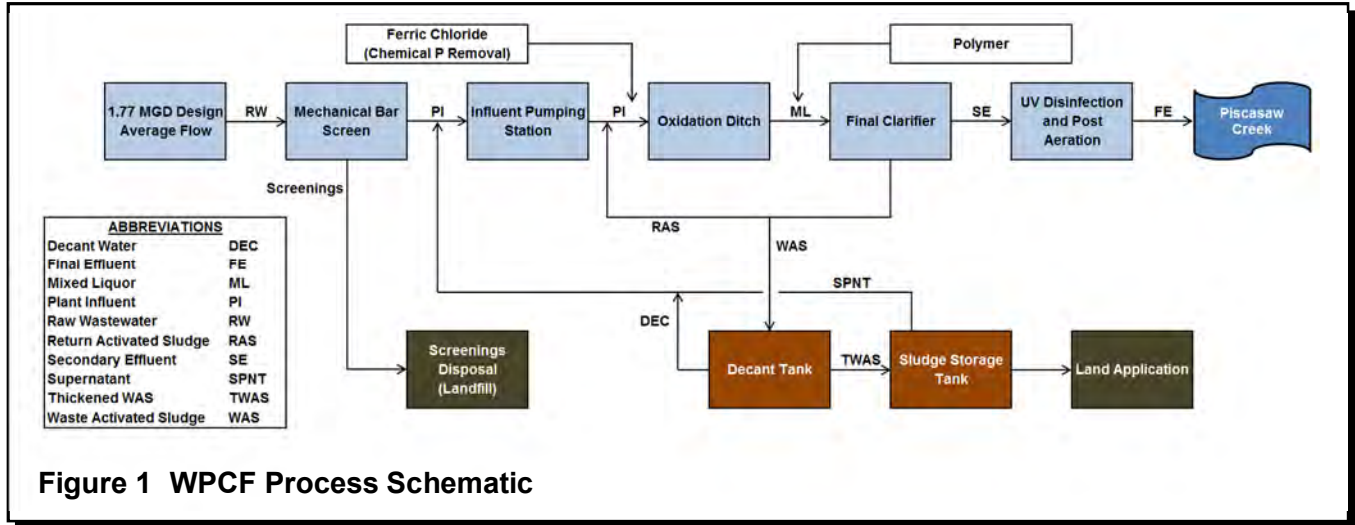 Ferric Chloride
(Chemical P Removal)
Polymer
1.77 MGD Design
Average Flow
RW
Mechanical Bar
Screen
PI
Influent Pumping
Station
PI
Oxidation Ditch
ML
Final Clarifier
SE
UV Disinfection
and Post
Aeration
FE
Piscasaw
Creek
Screenings
RAS
WAS
SPNT
DEC
ABBREVIATIONS
Decant Water DEC
Final Effluent FE
Mixed Liquor ML
Plant Influent PI
Raw Wastewater RW
Return Activated Sludge RAS
Secondary Effluent SE
Supernatant SPNT
Thickened WAS TWAS
Waste Activated Sludge WAS
Screenings
Disposal
(Landfill)
Decant Tank
TWAS
Sludge Storage
Tank
Land Application
Figure 1 WPCF Process Schematic